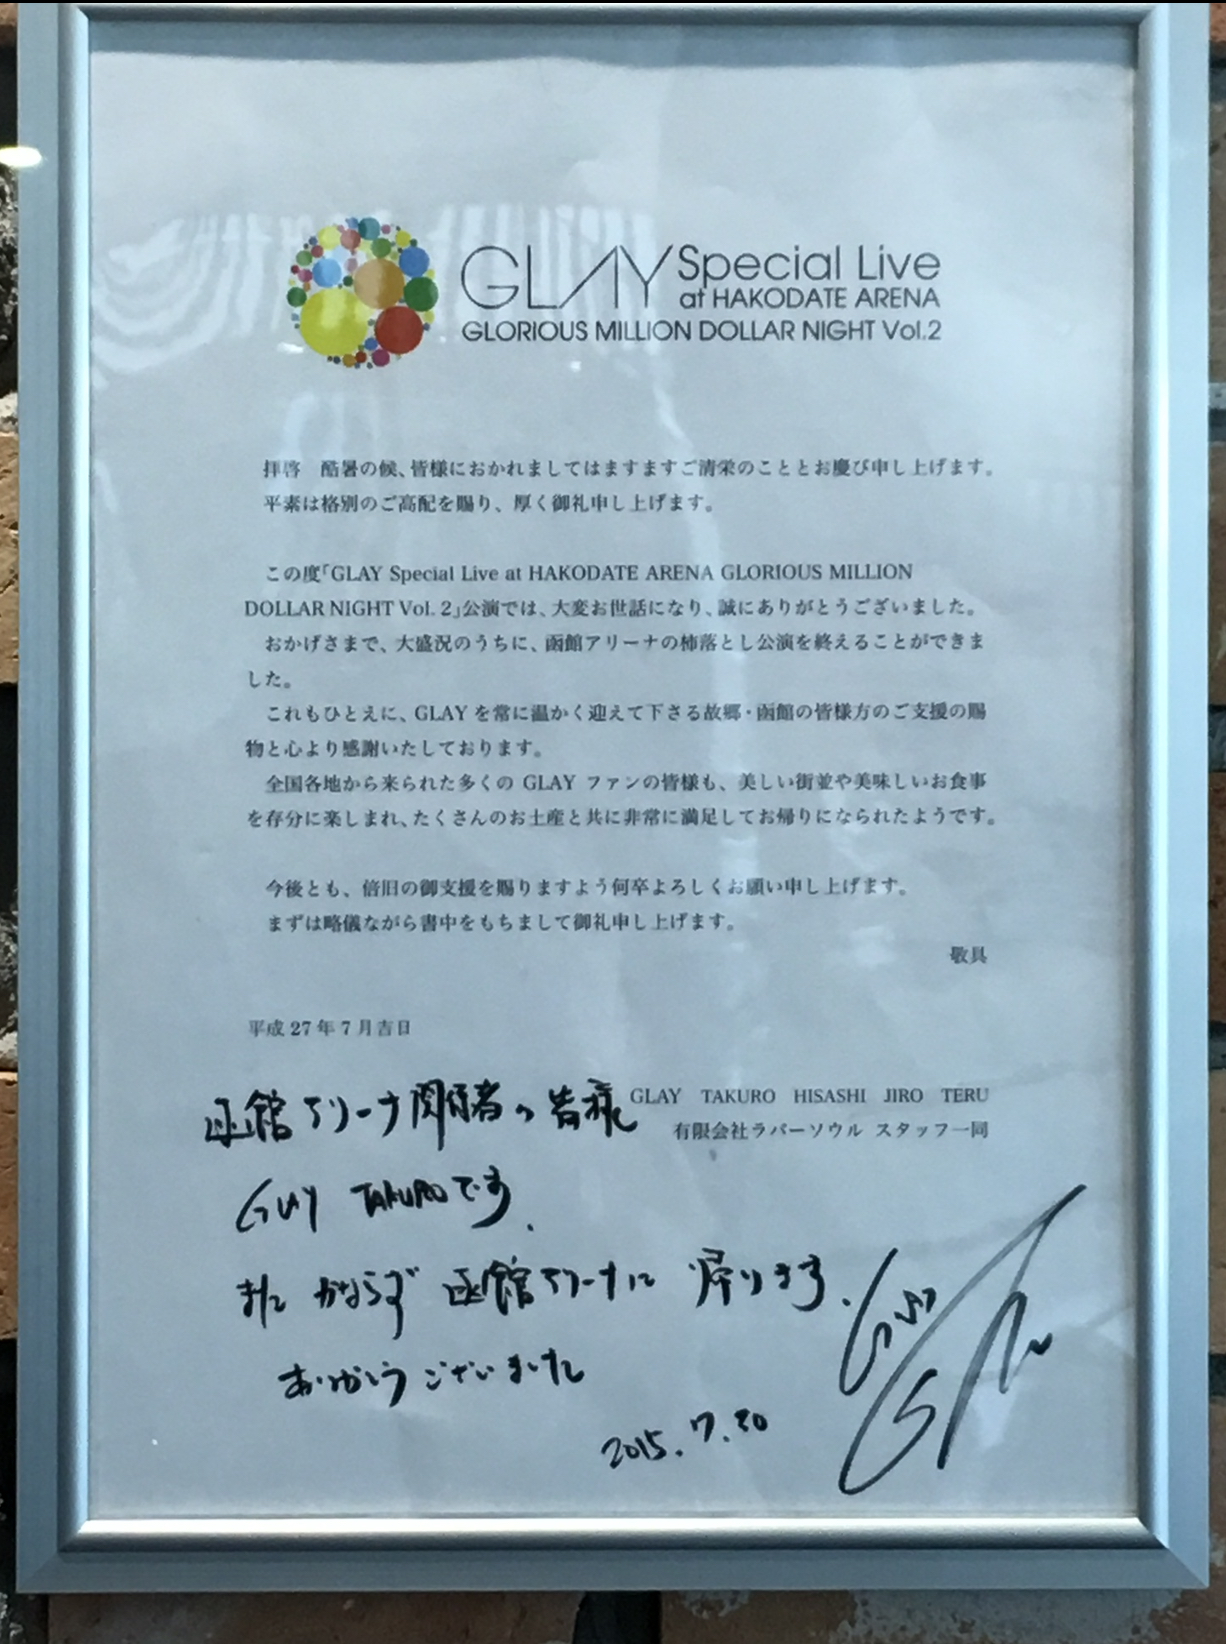 GLAY Special Live
at HAKODATE ARENA
GLORIOUS MILLION DOLLAR NIGHT Vol.2
拝啓　酷暑の候、皆様におかれましてはますますご清栄のこととお慶び申し上げます。
平素は格別のご高配を賜り、厚く御礼申し上げます。
この度「GLAY Special Live at HAKODATE ARENA GLORIOUS MILLION
DOLLAR NIGHT Vol. 2」公演では、大変お世話になり、誠にありがとうございました。
おかげさまで、大盛況のうちに、函館アリーナの杮落とし公演を終えることができま
した。
これもひとえに、GLAYを常に温かく迎えて下さる故郷・函館の皆様方のご支援の賜
物と心より感謝いたしております。
全国各地から来られた多くの GLAY ファンの皆様も、美しい街並や美味しいお食事
を存分に楽しまれ、たくさんのお土産と共に非常に満足してお帰りになられたようです。
今後とも、倍旧の御支援を賜りますよう何卒よろしくお願い申し上げます。
まずは略儀ながら書中をもちまして御礼申し上げます。
敬具
平成 27 年 7 月吉日
GLAY TAKURO HISASHI JIRO TERU
有限会社ラバーソウル スタッフ一同
函館アリーナ関係者の皆様
GLAY TAKUROです.
またかならず函館アリーナに帰ります.
ありがとうございました
2015.7.30